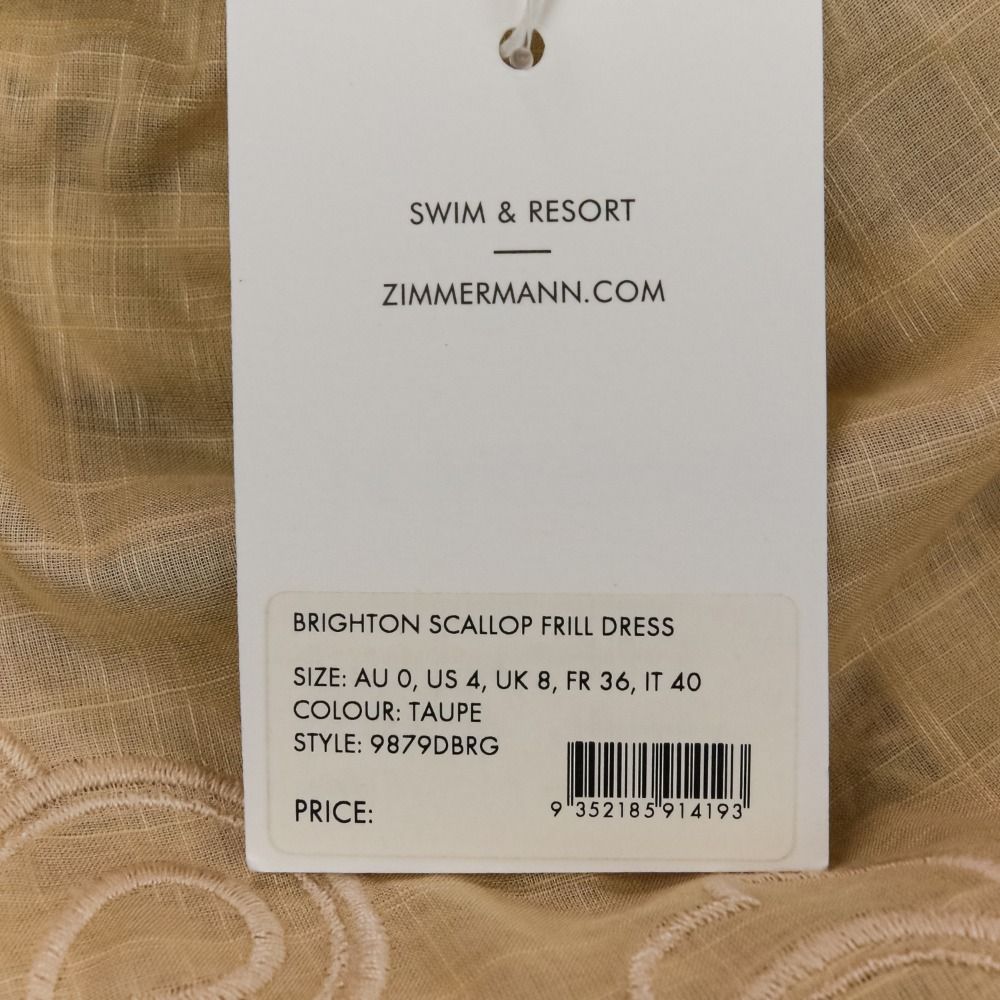 SWIM & RESORT
ZIMMERMANN.COM
BRIGHTON SCALLOP FRILL DRESS
SIZE: AU 0, US 4, UK 8, FR 36, IT 40
COLOUR: TAUPE
STYLE: 9879DBRG
PRICE:
9 352185 914193